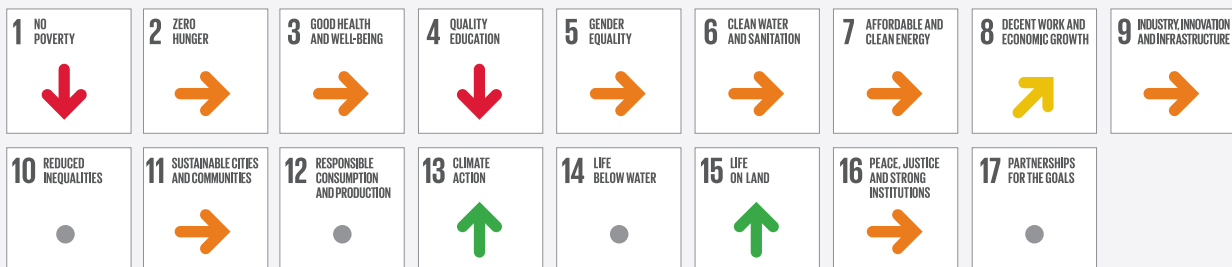 1 NO
POVERTY
2 ZERO
HUNGER
3 GOOD HEALTH
AND WELL-BEING
4 QUALITY
EDUCATION
5 GENDER
EQUALITY
6 CLEAN WATER
AND SANITATION
7 AFFORDABLE AND
CLEAN ENERGY
8 DECENT WORK AND
ECONOMIC GROWTH
9 INDUSTRY, INNOVATION
AND INFRASTRUCTURE
10 REDUCED
INEQUALITIES
11 SUSTAINABLE CITIES
AND COMMUNITIES
12 RESPONSIBLE
CONSUMPTION
AND PRODUCTION
13 CLIMATE
ACTION
14 LIFE
BELOW WATER
15 LIFE
ON LAND
16 PEACE, JUSTICE
AND STRONG
INSTITUTIONS
17 PARTNERSHIPS
FOR THE GOALS